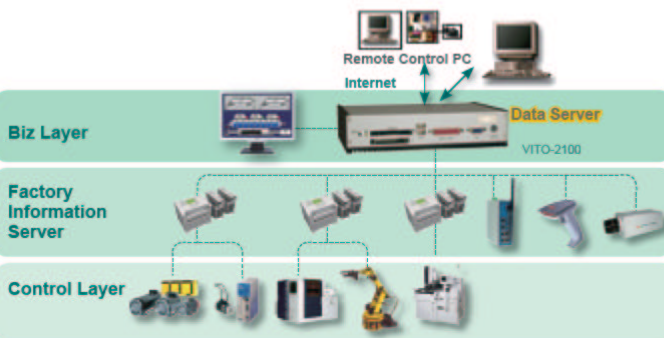 Remote Control PC
Internet
Data Server
Biz Layer
VITO-2100
Factory
Information
Server
Control Layer